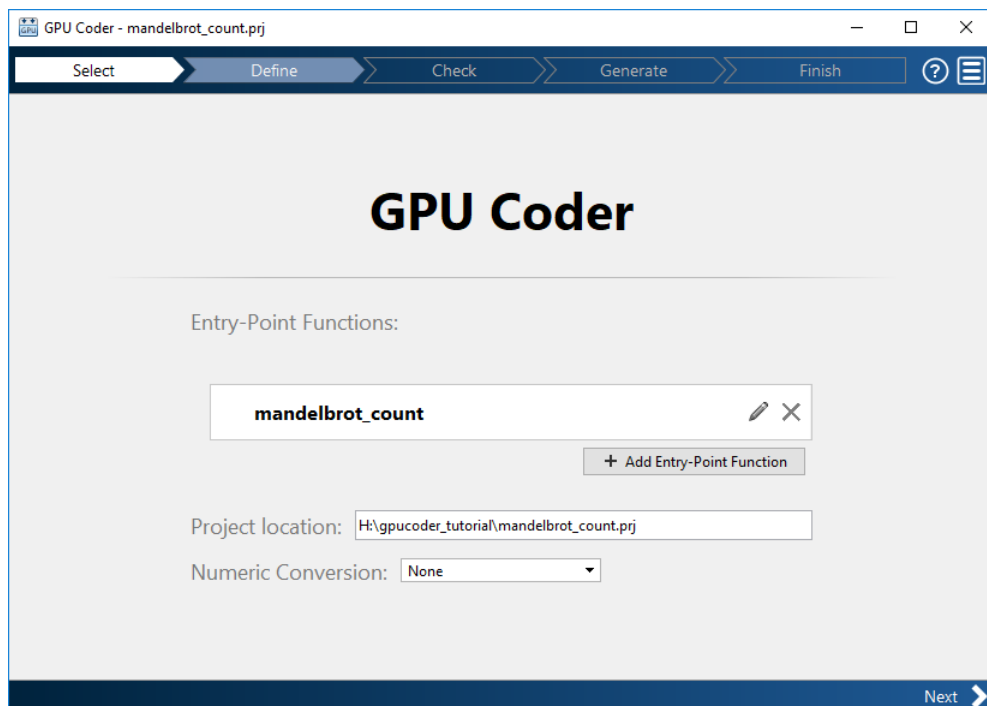 GPU Coder - mandelbrot_count.prj
Select Define Check Generate Finish ?
GPU Coder
Entry-Point Functions:
mandelbrot_count
+ Add Entry-Point Function
Project location: H:\gpucoder_tutorial\mandelbrot_count.prj
Numeric Conversion: None
Next